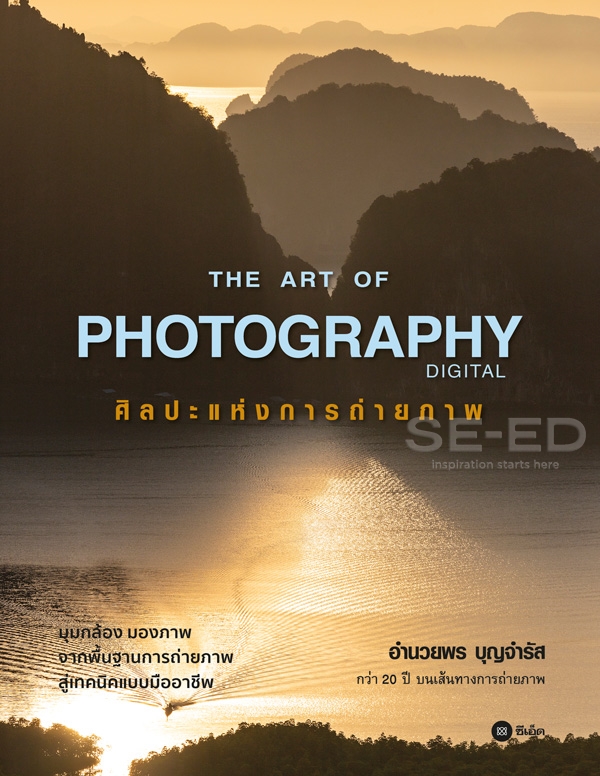 THE ART OF
PHOTOGRAPHY
DIGITAL
ศิลปะแห่งการถ่ายภาพ
SE-ED
inspiration starts here
มุมกล้อง มองภาพ
จากพื้นฐานการถ่ายภาพ
สู่เทคนิคแบบมืออาชีพ
อำนวยพร บุญจำรัส
กว่า 20 ปี บนเส้นทางการถ่ายภาพ
ซีเอ็ด